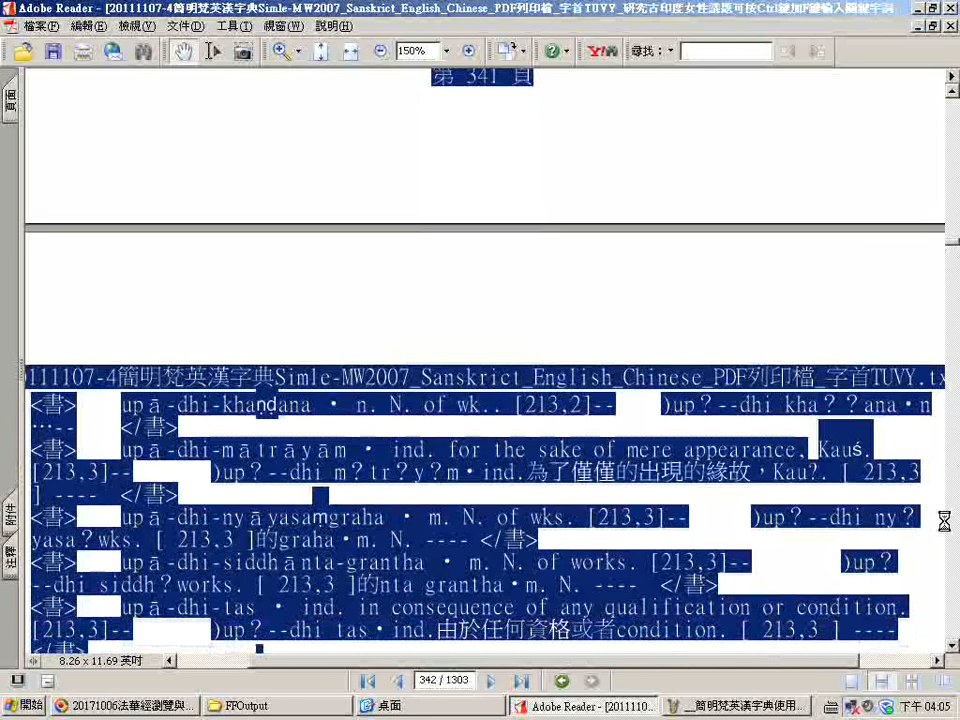 Adobe Reader - [20111107-4簡明梵英漢字典Simle-MW2007_Sanskrict_English_Chinese_PDF列印檔_字首TUVY_研究古印度女性議題可按Ctrl鍵加F鍵輸入關鍵字詞
檔案(F) 編輯(E) 檢視(V) 文件(D) 工具(T) 視窗(W) 說明(H)
150% Y! 尋找:
第 341 頁
頁面
111107-4簡明梵英漢字典Simle-MW2007_Sanskrict_English_Chinese_PDF列印檔_字首TUVY.tx
<書> upā-dhi-khaṇḍana · n. N. of wk.. [213,2]-- )up?--dhi kha??ana·n
…-- </書>
<書> upā-dhi-mātrāyām · ind. for the sake of mere appearance, Kauś.
[213,3]-- )up?--dhi m?tr?y?m·ind.為了僅僅的出現的緣故，Kau?. [ 213,3
] ---- </書>
<書> upā-dhi-nyāyasaṃgraha · m. N. of wks. [213,3]-- )up?--dhi ny?
yasa?wks. [ 213,3 ]的graha·m. N. ---- </書>
<書> upā-dhi-siddhānta-grantha · m. N. of works. [213,3]-- )up?
--dhi siddh?works. [ 213,3 ]的nta grantha·m. N. ---- </書>
<書> upā-dhi-tas · ind. in consequence of any qualification or condition.
[213,3]-- )up?--dhi tas·ind.由於任何資格或者condition. [ 213,3 ] ----
</書>
附件
注釋
8.26 x 11.69 英吋
342 / 1303
開始 20171006法華經瀏覽與... FFOutput 桌面 Adobe Reader - [2011110... __簡明梵英字典使用... 下午 04:05